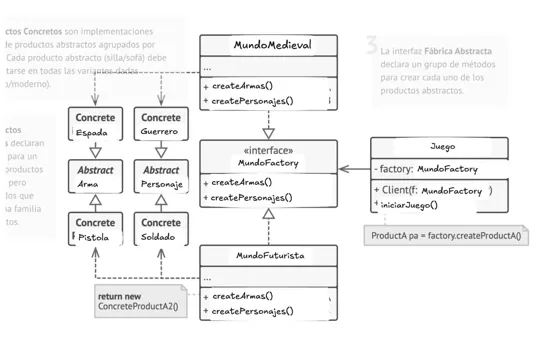 ctos Concretos son implementaciones
de productos abstractos agrupados por
Cada producto abstracto (silla/sofá) debe
tarse en todas las variantes dadas
o/moderno).
MundoMedieval
...
+ createArmas()
+ createPersonajes()
3
La interfaz Fábrica Abstracta
declara un grupo de métodos
para crear cada uno de los
productos abstractos.
Concrete
Espada
Concrete
Guerrero
ctos
declaran
para un
productos
pero
los que
na familia
tos.
Abstract
Arma
Abstract
Personaje
«interface»
MundoFactory
+ createArmas()
+ createPersonajes()
Juego
- factory: MundoFactory
+ Client(f: MundoFactory )
+ iniciarJuego()
ProductA pa = factory.createProductA()
Concrete
Pistola
Concrete
Soldado
MundoFuturista
...
+ createArmas()
+ createPersonajes()
return new
ConcreteProductA2()